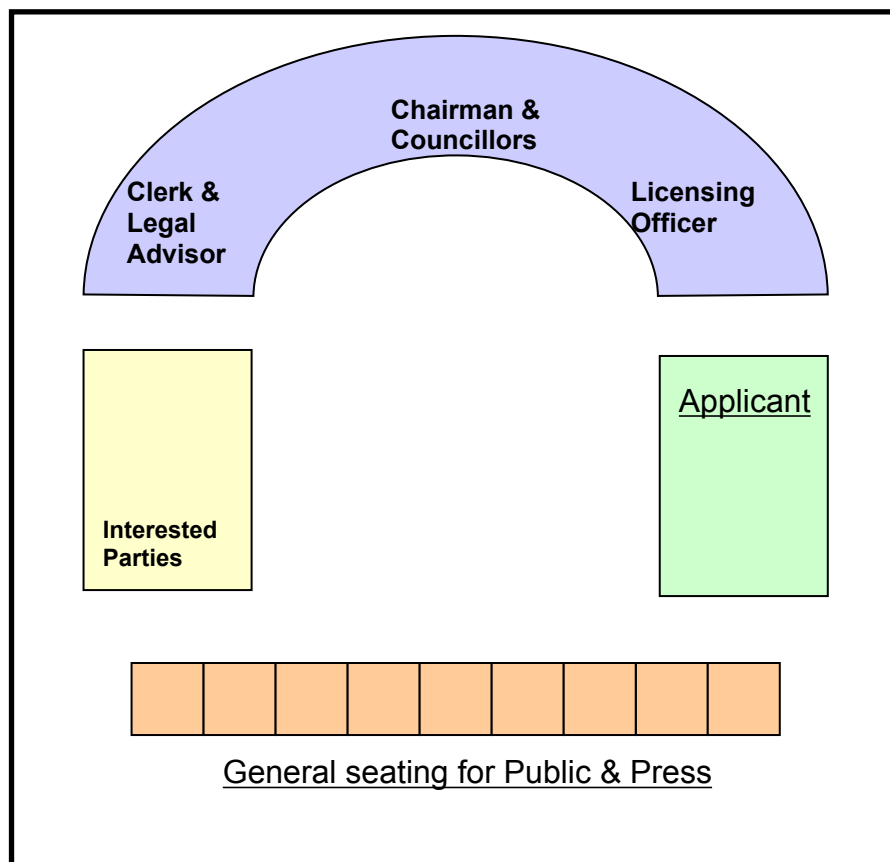 Chairman &
Councillors
Clerk &
Legal
Advisor
Licensing
Officer
Applicant
Interested
Parties
General seating for Public & Press